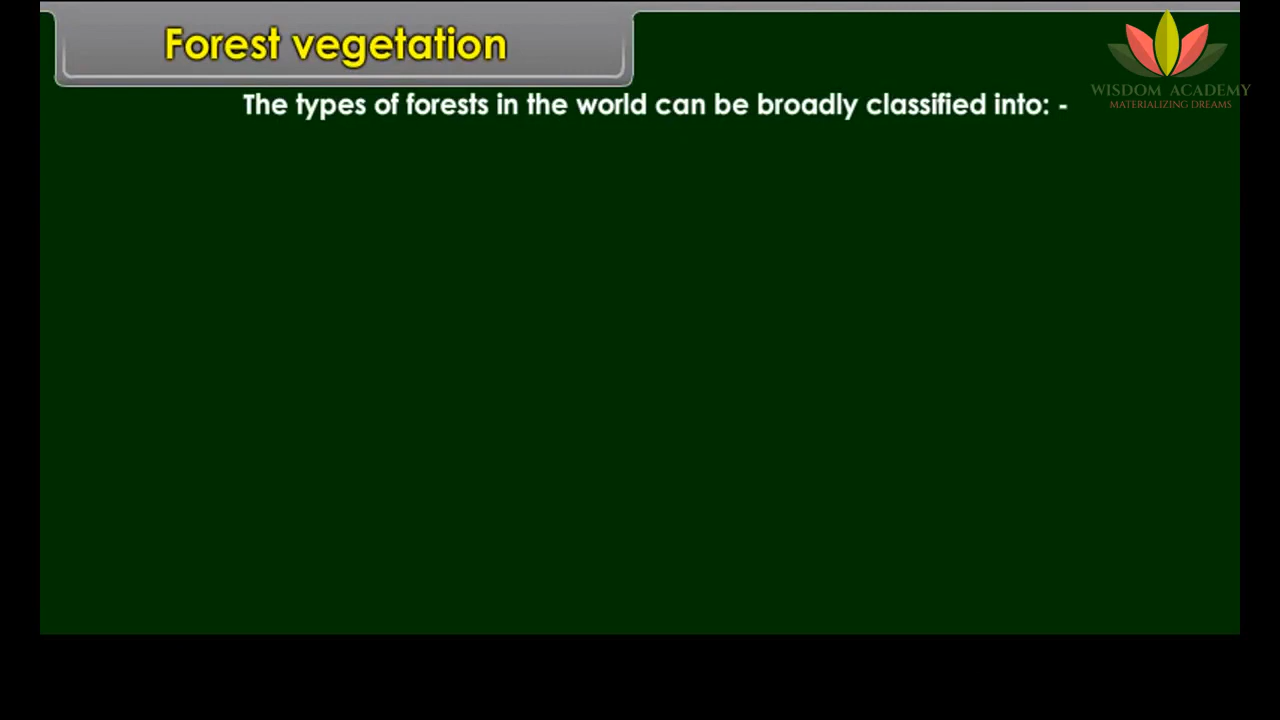 Forest vegetation
WISDOM ACADEMY
MATERIALIZING DREAMS
The types of forests in the world can be broadly classified into: -